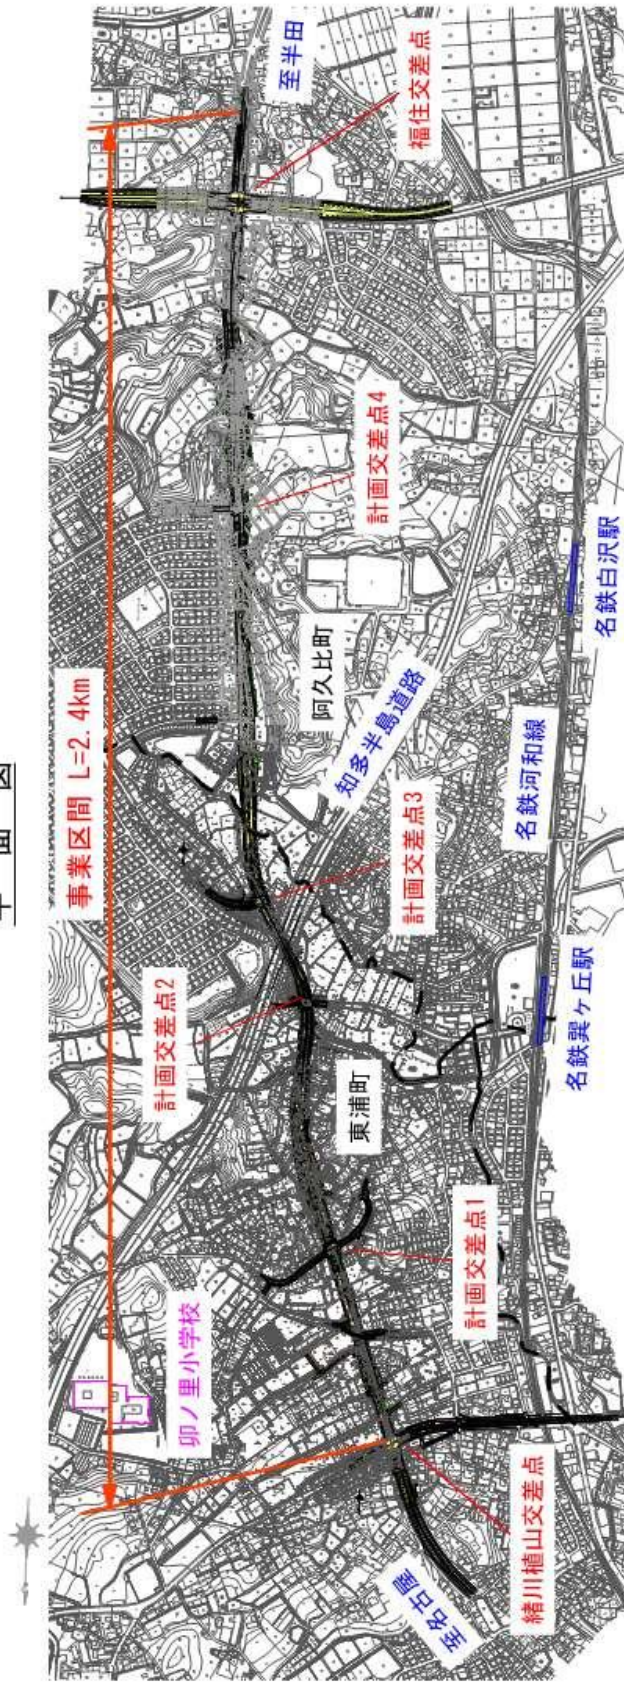 平面図
事業区間 L=2.4km
卯ノ里小学校
計画交差点2
至半田
福住交差点
計画交差点4
阿久比町
知多半島道路
計画交差点3
東浦町
計画交差点1
至名古屋
緒川植山交差点
名鉄巽ヶ丘駅
名鉄河和線
名鉄白沢駅